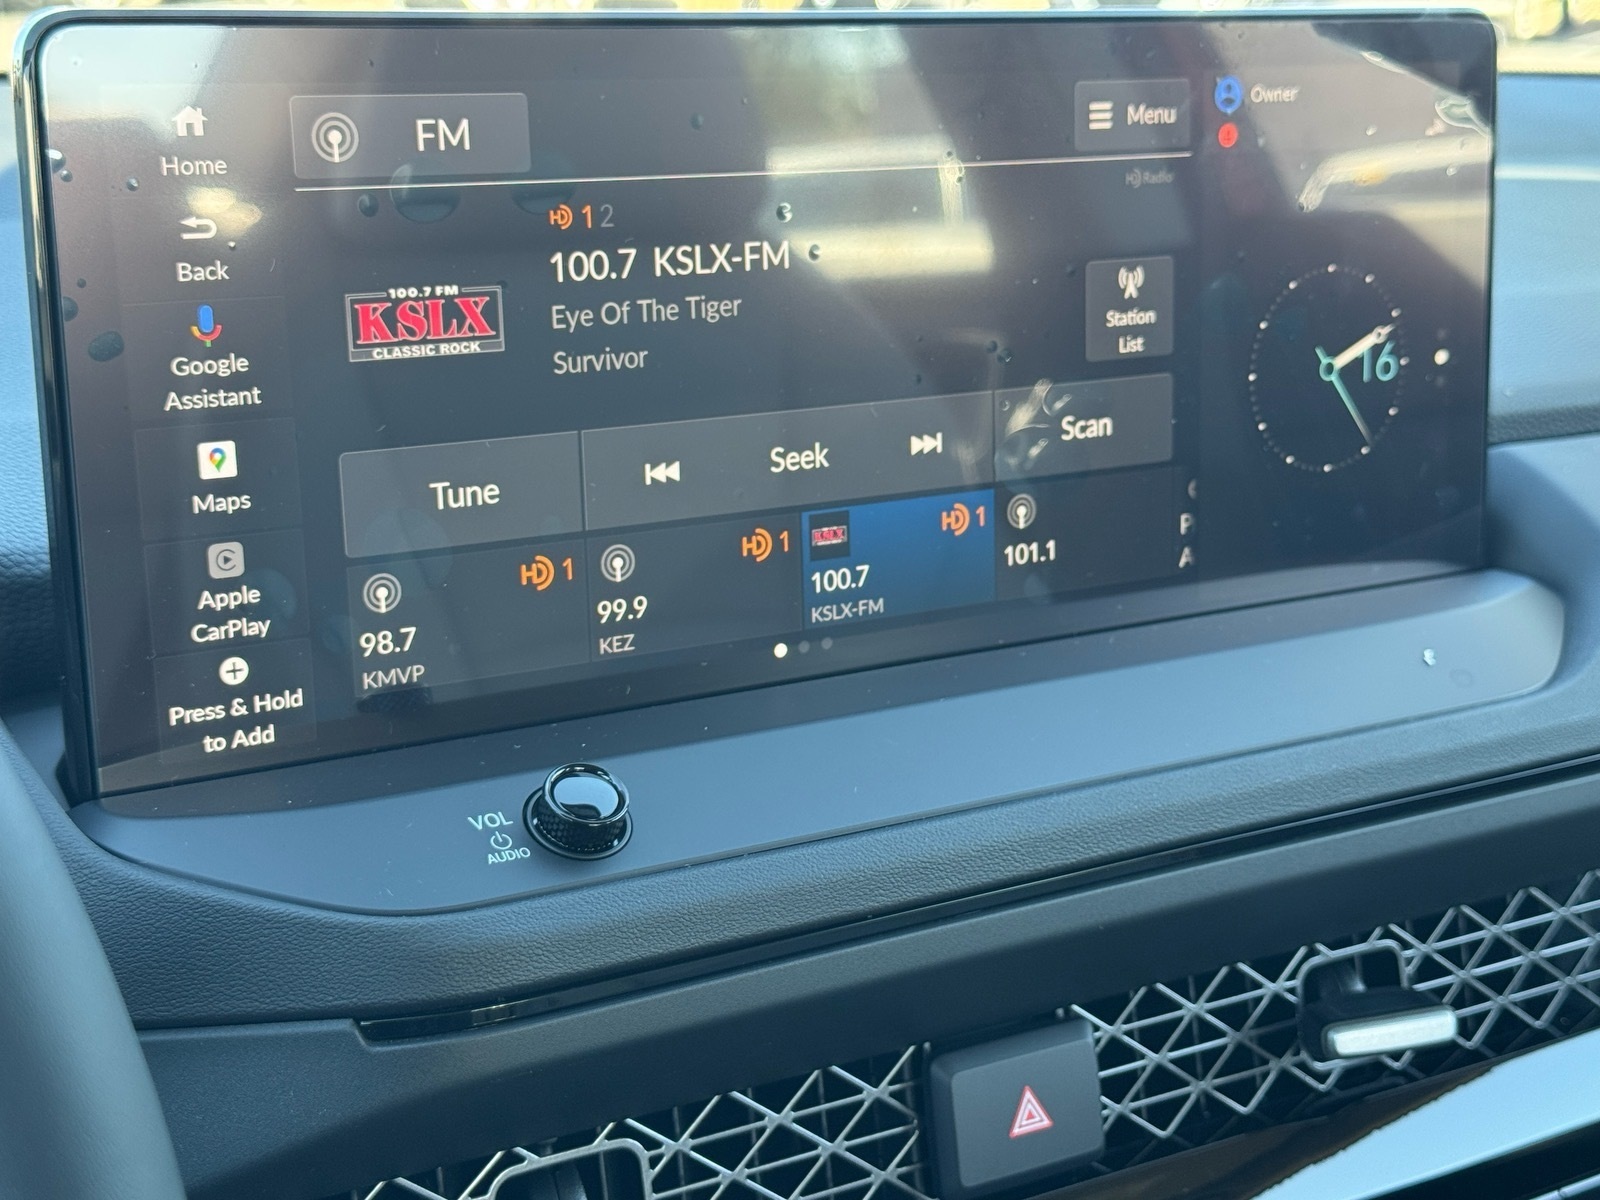 Home
Back
Google
Assistant
Maps
Apple
CarPlay
Press & Hold
to Add
FM
Menu
HD Radio
HD 1 2
100.7 KSLX-FM
Eye Of The Tiger
Survivor
100.7 FM
KSLX
CLASSIC ROCK
Station
List
Tune
Seek
Scan
HD 1
98.7
KMVP
HD 1
99.9
KEZ
KSLX
HD 1
100.7
KSLX-FM
101.1
P
A
Owner
4
16
VOL
AUDIO